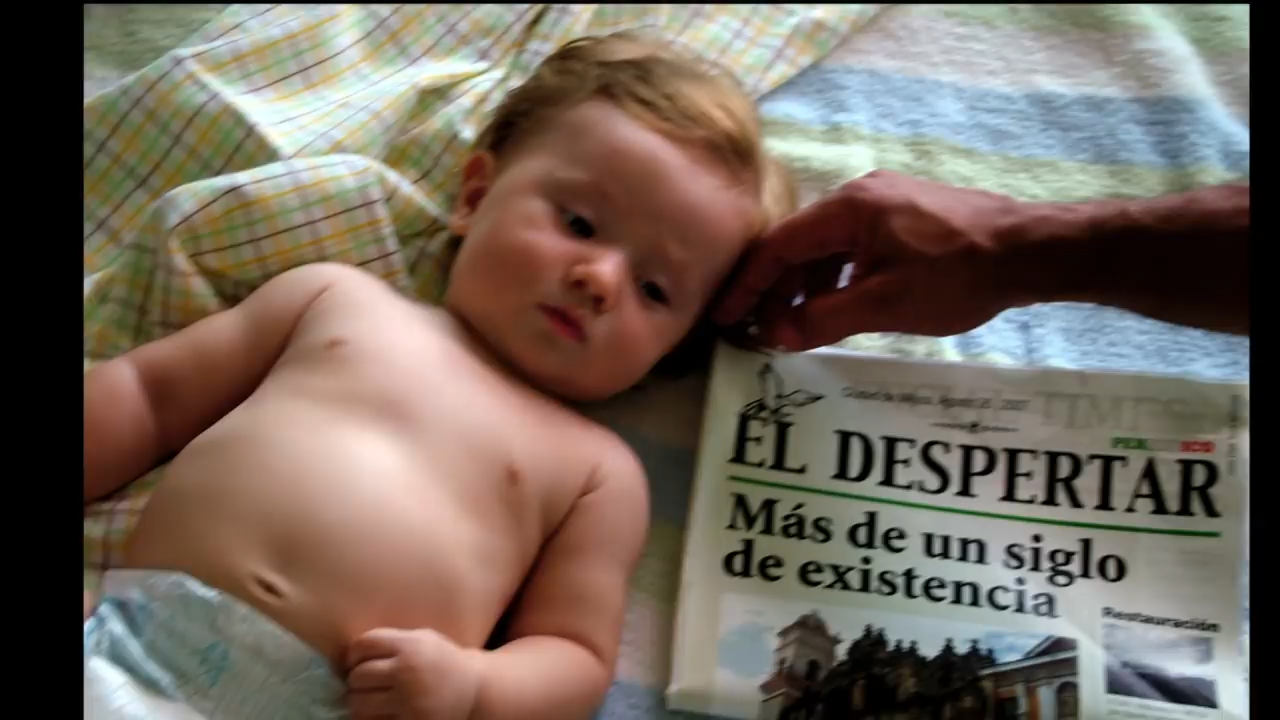 EL DESPERTAR
Más de un siglo
de existencia
Restauración